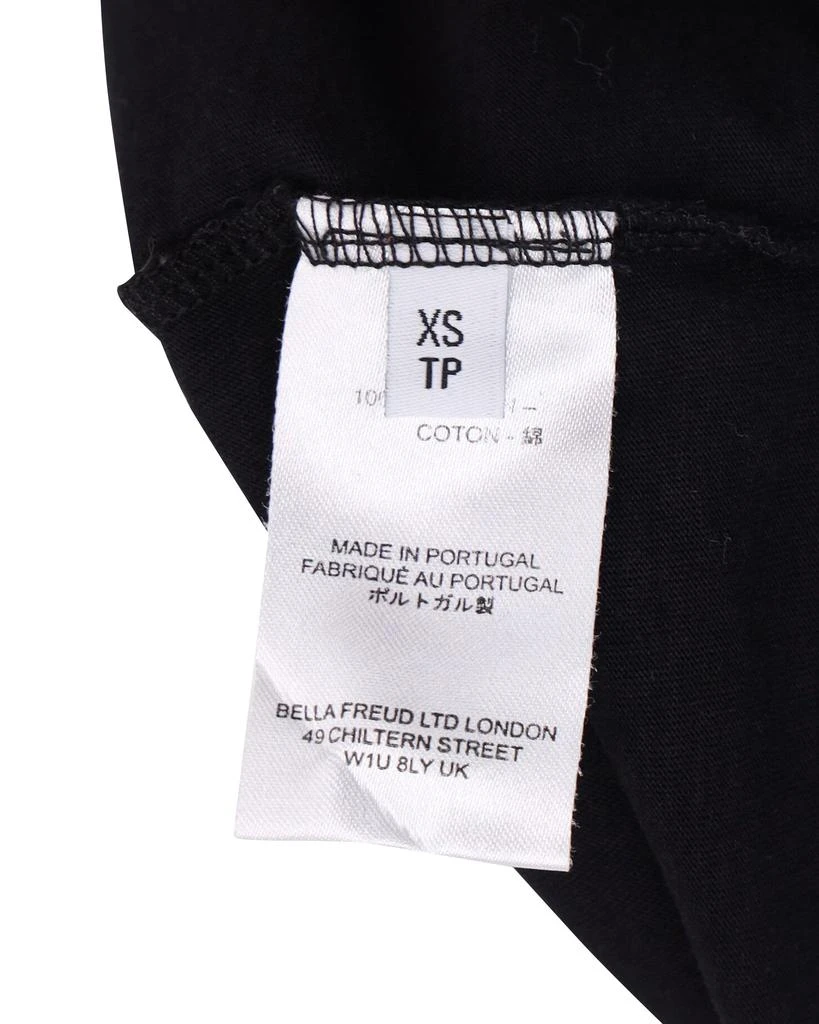 XS
TP
COTON - 綿
MADE IN PORTUGAL
FABRIQUÉ AU PORTUGAL
ポルトガル製
BELLA FREUD LTD LONDON
49 CHILTERN STREET
W1U 8LY UK